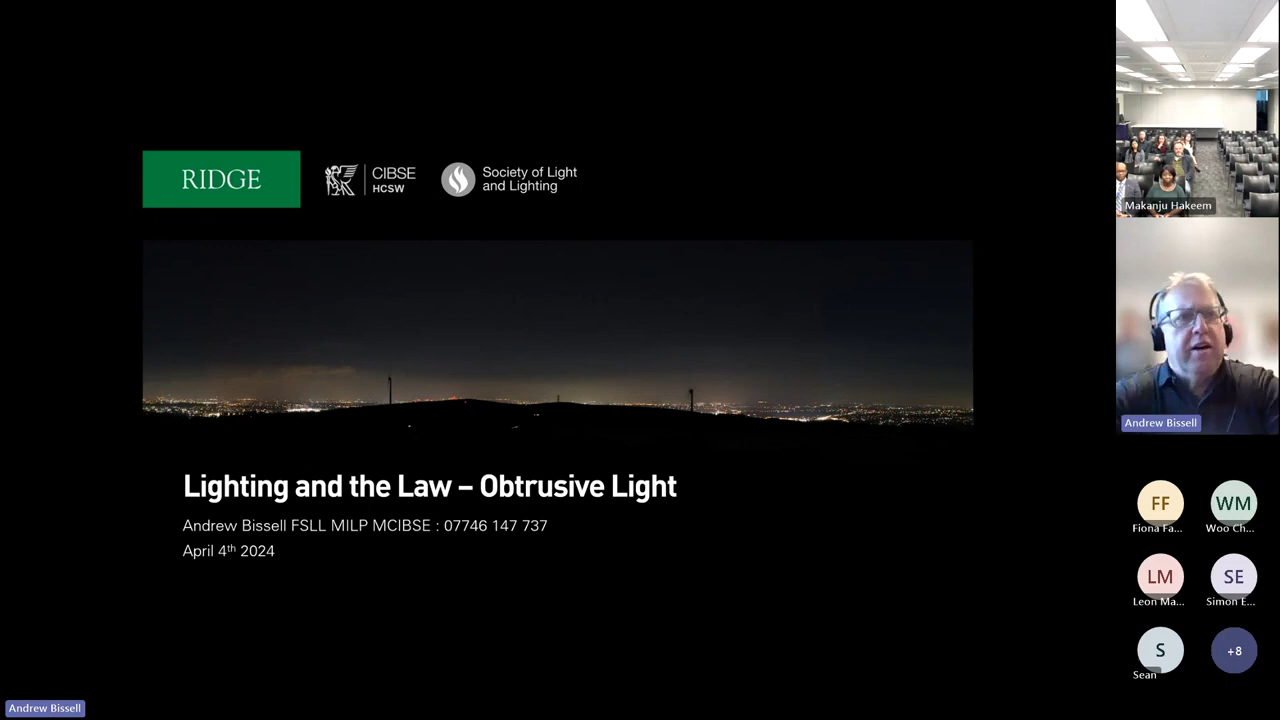 RIDGE
CIBSE
HCSW
Society of Light
and Lighting
Lighting and the Law – Obtrusive Light
Andrew Bissell FSLL MILP MCIBSE : 07746 147 737
April 4th 2024
Makanju Hakeem
Andrew Bissell
FF
Fiona Fa...
WM
Woo Ch...
LM
Leon Ma...
SE
Simon E...
S
Sean
+8
Andrew Bissell